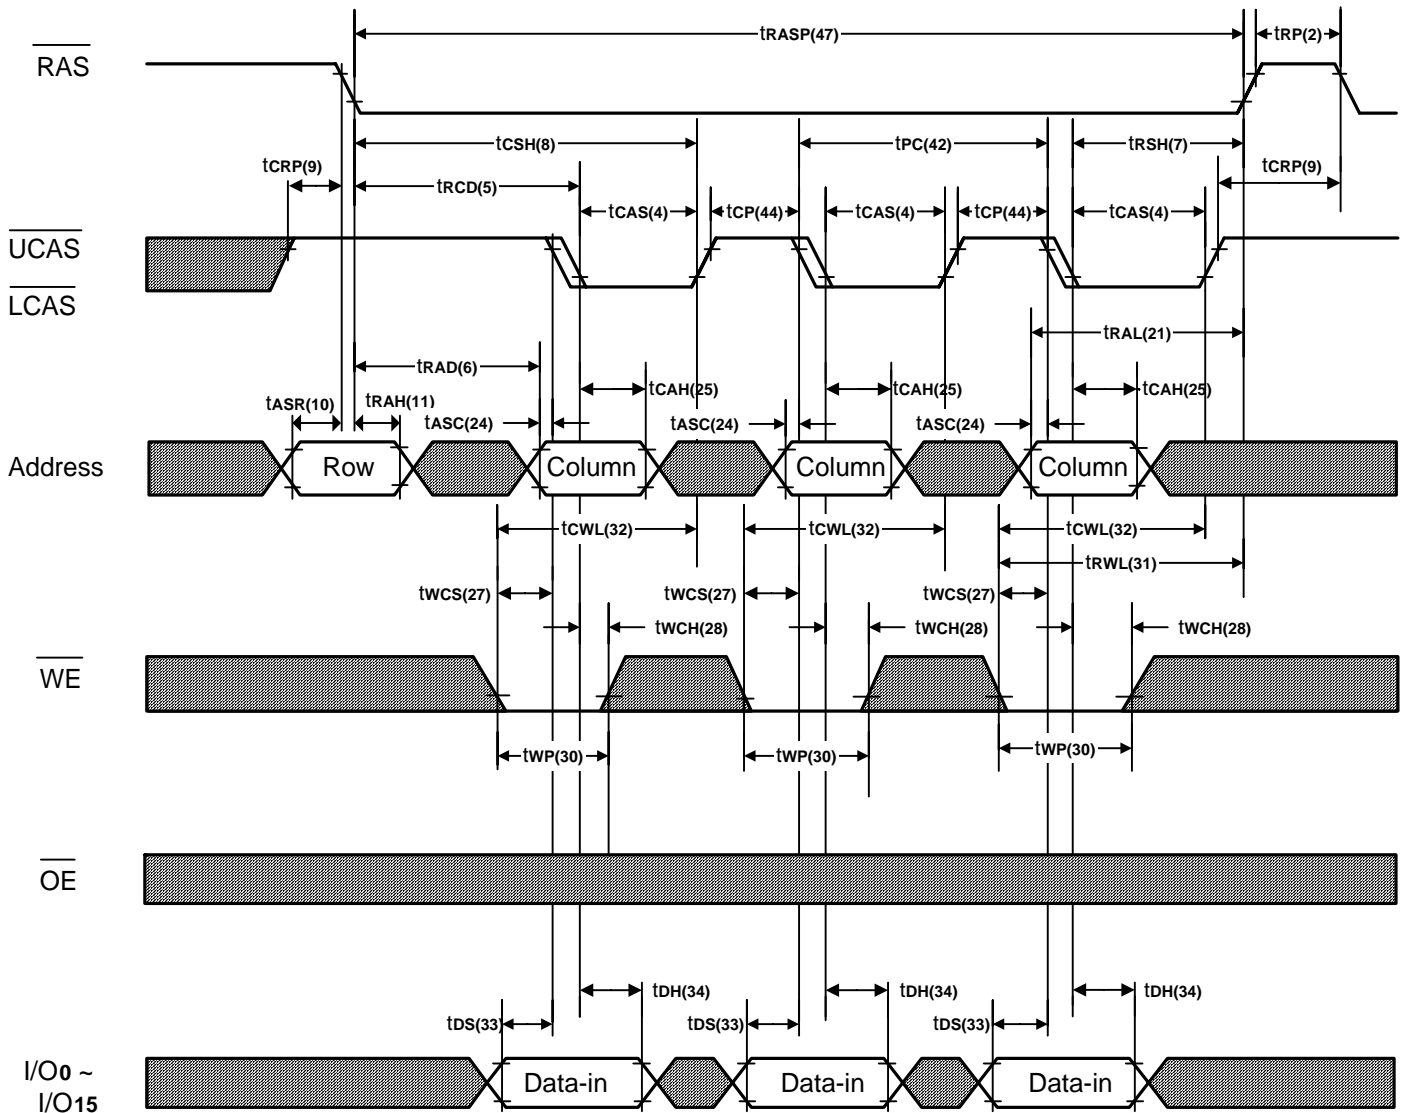 tRASP(47) tRP(2)
RAS
tCSH(8) tPC(42) tRSH(7)
tCRP(9) tCRP(9)
tRCD(5)
tCAS(4) tCP(44) tCAS(4) tCP(44) tCAS(4)
UCAS
LCAS
tRAL(21)
tRAD(6)
tCAH(25) tCAH(25) tCAH(25)
tASR(10) tRAH(11) tASC(24) tASC(24) tASC(24)
Address Row Column Column Column
tCWL(32) tCWL(32) tCWL(32)
tRWL(31)
tWCS(27) tWCS(27) tWCS(27)
tWCH(28) tWCH(28) tWCH(28)
WE
tWP(30) tWP(30) tWP(30)
OE
tDH(34) tDH(34) tDH(34)
tDS(33) tDS(33) tDS(33)
I/O0 ~ Data-in Data-in Data-in
I/O15